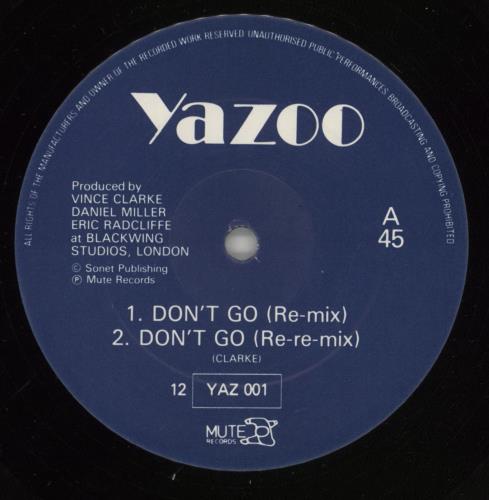 ALL RIGHTS OF THE MANUFACTURERS AND OWNER OF THE RECORDED WORK RESERVED UNAUTHORISED PUBLIC PERFORMANCES, BROADCASTING AND COPYING PROHIBITED
Yazoo
Produced by
VINCE CLARKE
DANIEL MILLER
ERIC RADCLIFFE
at BLACKWING
STUDIOS, LONDON
© Sonet Publishing
℗ Mute Records
A
45
1. DON'T GO (Re-mix)
2. DON'T GO (Re-re-mix)
(CLARKE)
12 YAZ 001
MUTE
RECORDS